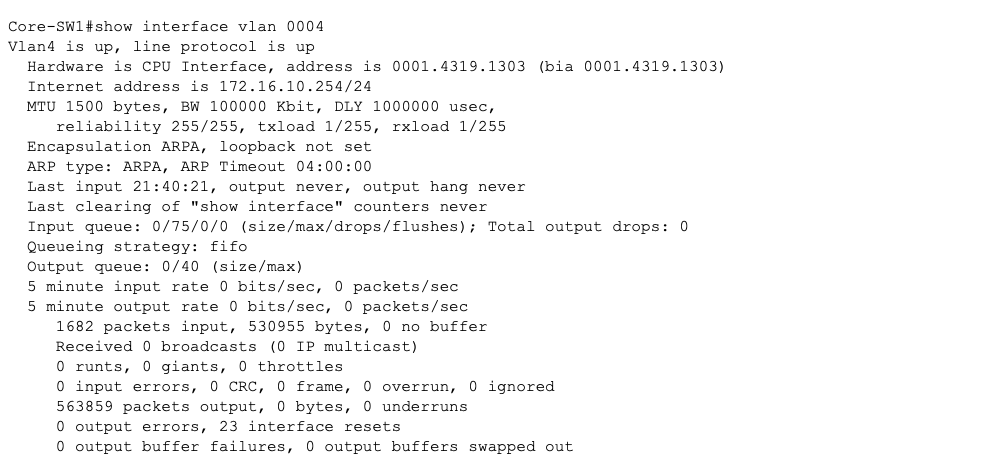 Core-SW1#show interface vlan 0004
Vlan4 is up, line protocol is up
Hardware is CPU Interface, address is 0001.4319.1303 (bia 0001.4319.1303)
Internet address is 172.16.10.254/24
MTU 1500 bytes, BW 100000 Kbit, DLY 1000000 usec,
reliability 255/255, txload 1/255, rxload 1/255
Encapsulation ARPA, loopback not set
ARP type: ARPA, ARP Timeout 04:00:00
Last input 21:40:21, output never, output hang never
Last clearing of "show interface" counters never
Input queue: 0/75/0/0 (size/max/drops/flushes); Total output drops: 0
Queueing strategy: fifo
Output queue: 0/40 (size/max)
5 minute input rate 0 bits/sec, 0 packets/sec
5 minute output rate 0 bits/sec, 0 packets/sec
1682 packets input, 530955 bytes, 0 no buffer
Received 0 broadcasts (0 IP multicast)
0 runts, 0 giants, 0 throttles
0 input errors, 0 CRC, 0 frame, 0 overrun, 0 ignored
563859 packets output, 0 bytes, 0 underruns
0 output errors, 23 interface resets
0 output buffer failures, 0 output buffers swapped out